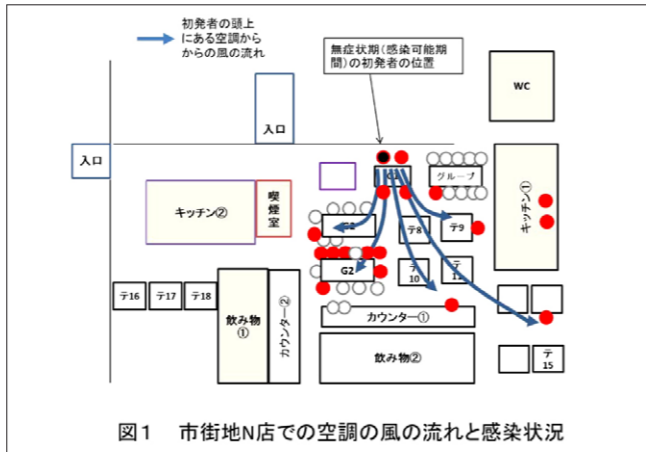 初発者の頭上
にある空調から
からの風の流れ
無症状期(感染可能期
間)の初発者の位置
WC
入口
入口
グループ
キッチン①
キッチン②
喫煙室
テ8
テ9
G2
テ10
テ16
テ17
テ18
飲み物①
カウンター②
カウンター①
飲み物②
テ15
図1 市街地N店での空調の風の流れと感染状況